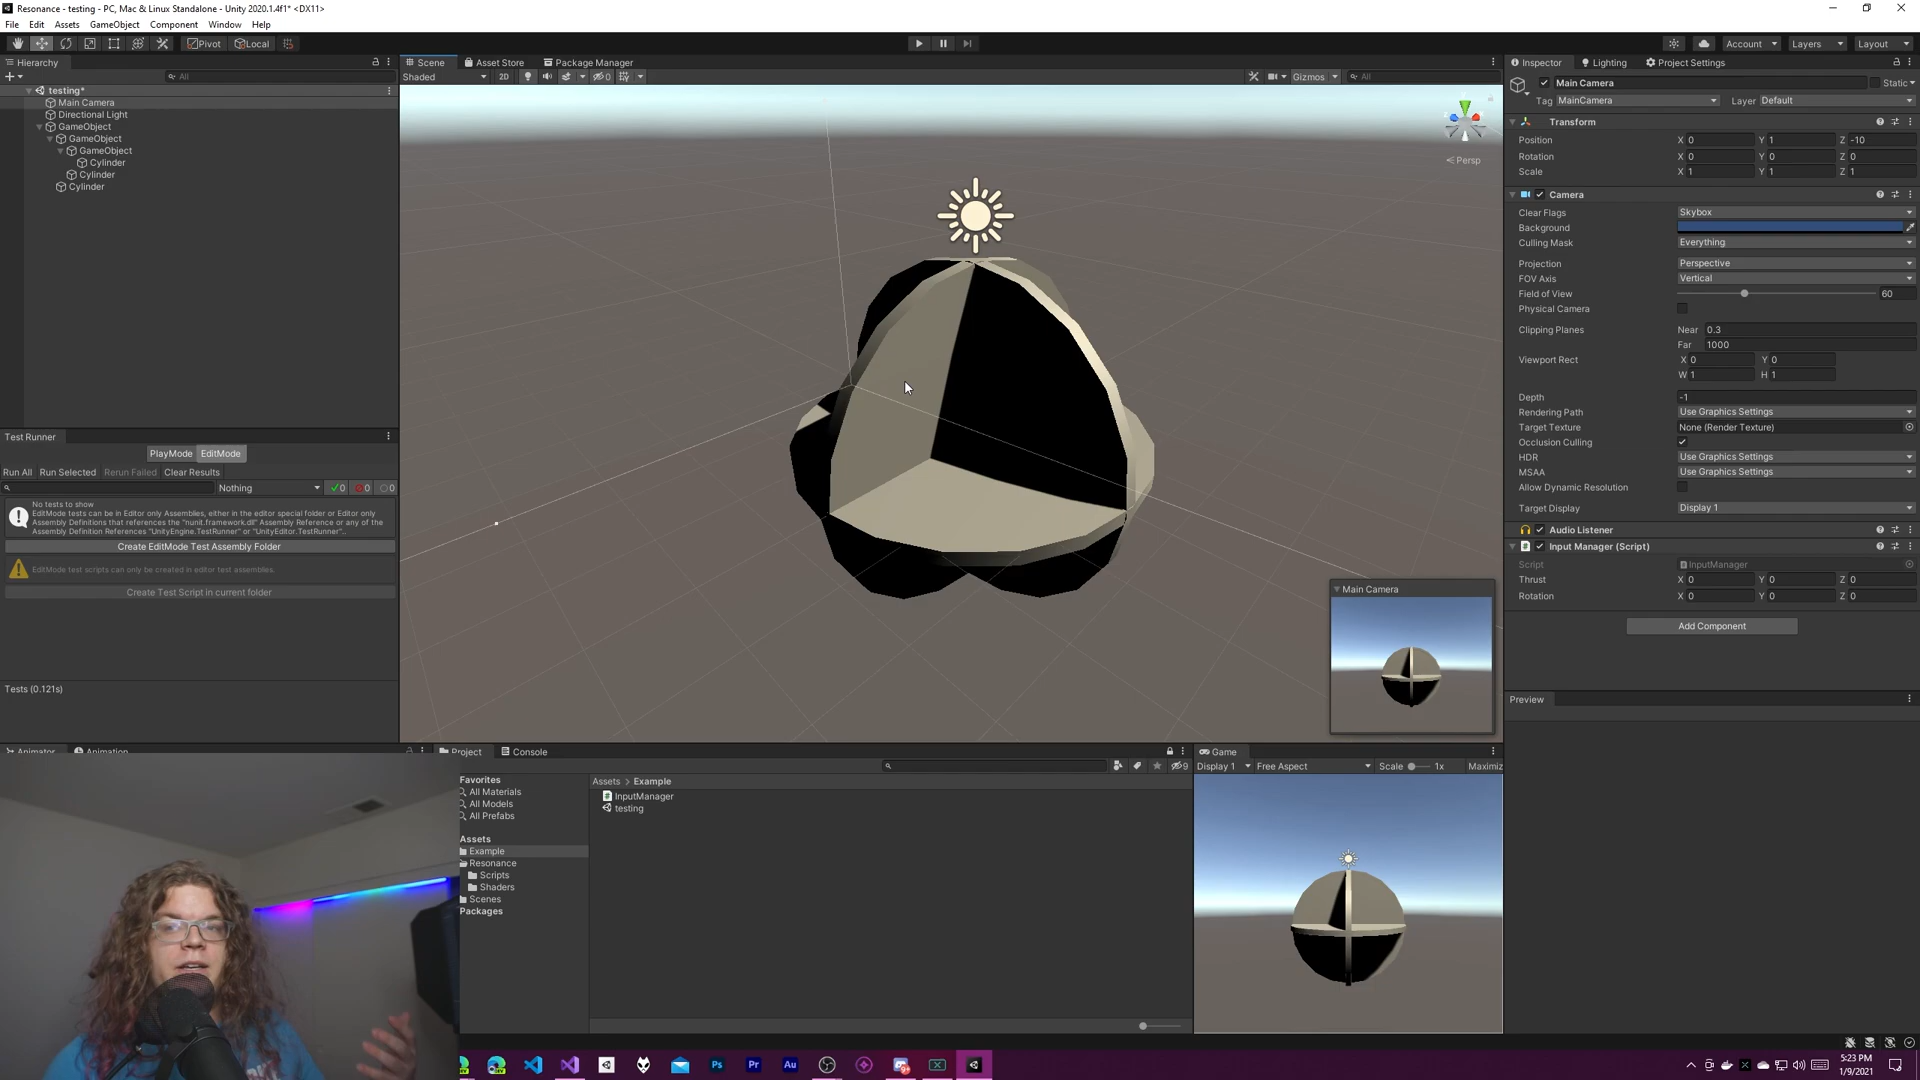 Resonance - testing - PC, Mac & Linux Standalone - Unity 2020.1.4f1* <DX11>
File Edit Assets GameObject Component Window Help
Pivot Local Account Layers Layout
Hierarchy
All
testing*
Main Camera
Directional Light
GameObject
GameObject
GameObject
Cylinder
Cylinder
Cylinder
Scene Asset Store Package Manager
Shaded 2D 0 Gizmos All
Persp
Main Camera
Inspector Lighting Project Settings
Main Camera Static
Tag MainCamera Layer Default
Transform
Position X 0 Y 1 Z -10
Rotation X 0 Y 0 Z 0
Scale X 1 Y 1 Z 1
Camera
Clear Flags Skybox
Background
Culling Mask Everything
Projection Perspective
FOV Axis Vertical
Field of View 60
Physical Camera
Clipping Planes Near 0.3
Far 1000
Viewport Rect X 0 Y 0
W 1 H 1
Depth -1
Rendering Path Use Graphics Settings
Target Texture None (Render Texture)
Occlusion Culling
HDR Use Graphics Settings
MSAA Use Graphics Settings
Allow Dynamic Resolution
Target Display Display 1
Audio Listener
Input Manager (Script)
Script InputManager
Thrust X 0 Y 0 Z 0
Rotation X 0 Y 0 Z 0
Add Component
Preview
Test Runner
PlayMode EditMode
Run All Run Selected Rerun Failed Clear Results
Nothing 0 0 0
No tests to show
EditMode tests can be in Editor only Assemblies, either in the editor special folder or Editor only
Assembly Definitions that references the "nunit.framework.dll" Assembly Reference or any of the
Assembly Definition References "UnityEngine.TestRunner" or "UnityEditor.TestRunner"..
Create EditMode Test Assembly Folder
EditMode test scripts can only be created in editor test assemblies.
Create Test Script in current folder
Tests (0.121s)
Animator Animation
Project Console
9
Favorites
All Materials
All Models
All Prefabs
Assets
Example
Resonance
Scripts
Shaders
Scenes
Packages
Assets > Example
InputManager
testing
Game
Display 1 Free Aspect Scale 1x Maximiz
Ps Pr Au
5:23 PM
1/9/2021